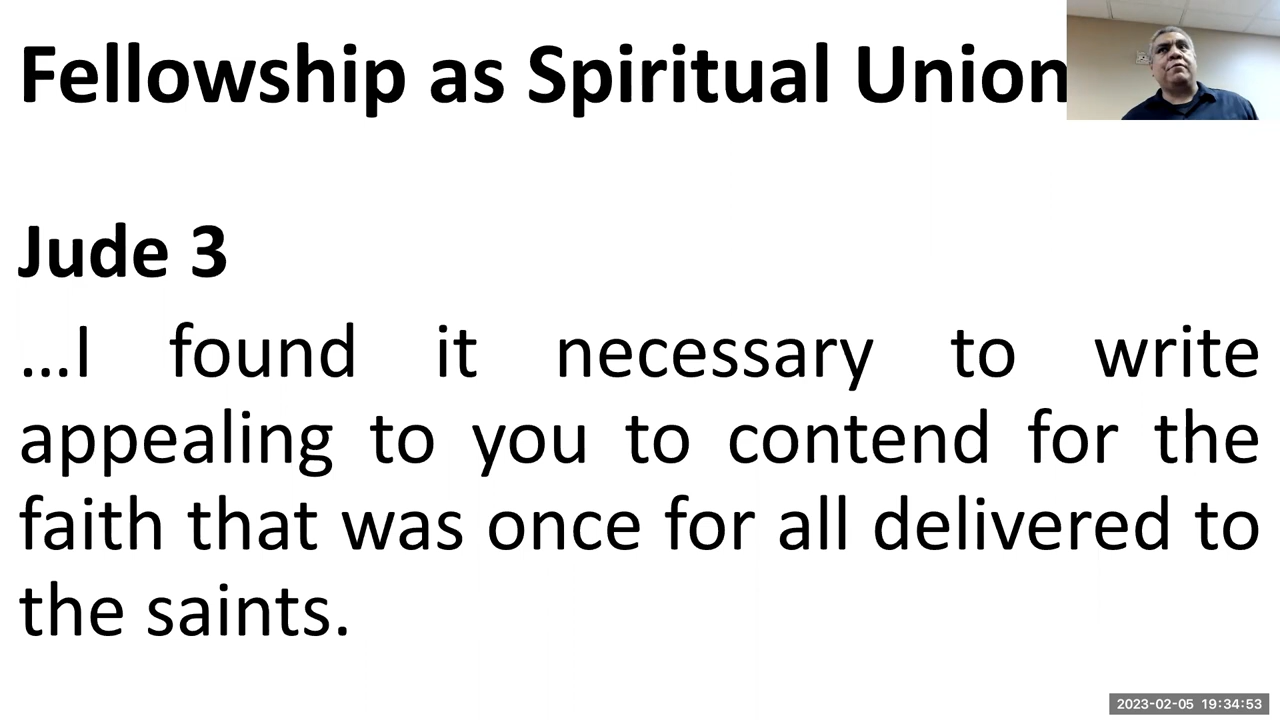 Fellowship as Spiritual Union
Jude 3
...I found it necessary to write
appealing to you to contend for the
faith that was once for all delivered to
the saints.
2023-02-05 19:34:53